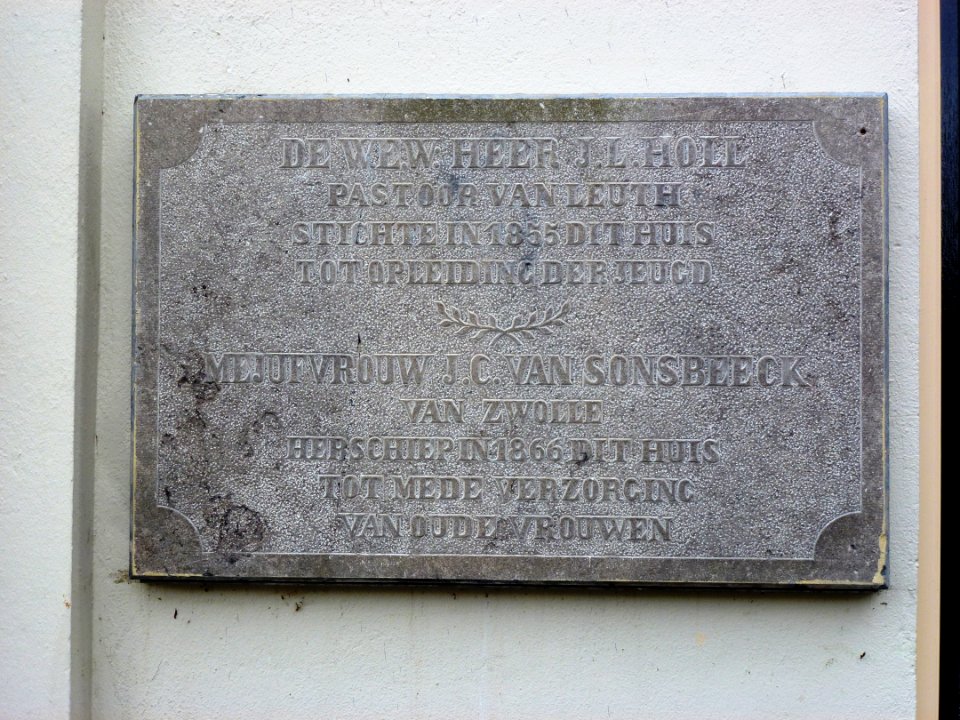 DE W.E.W. HEER J.L. HOLL
PASTOOR VAN LEUTH
STICHTE IN 1855 DIT HUIS
TOT OPLEIDING DER JEUGD
MEJUFVROUW J.C. VAN SONSBEECK
VAN ZWOLLE
HERSCHIEP IN 1866 DIT HUIS
TOT MEDE VERZORGING
VAN OUDE VROUWEN